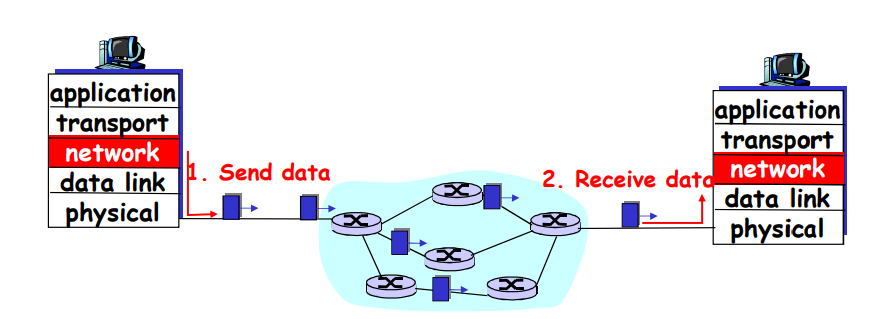 application
transport
network
data link
physical
1. Send data
2. Receive data
application
transport
network
data link
physical